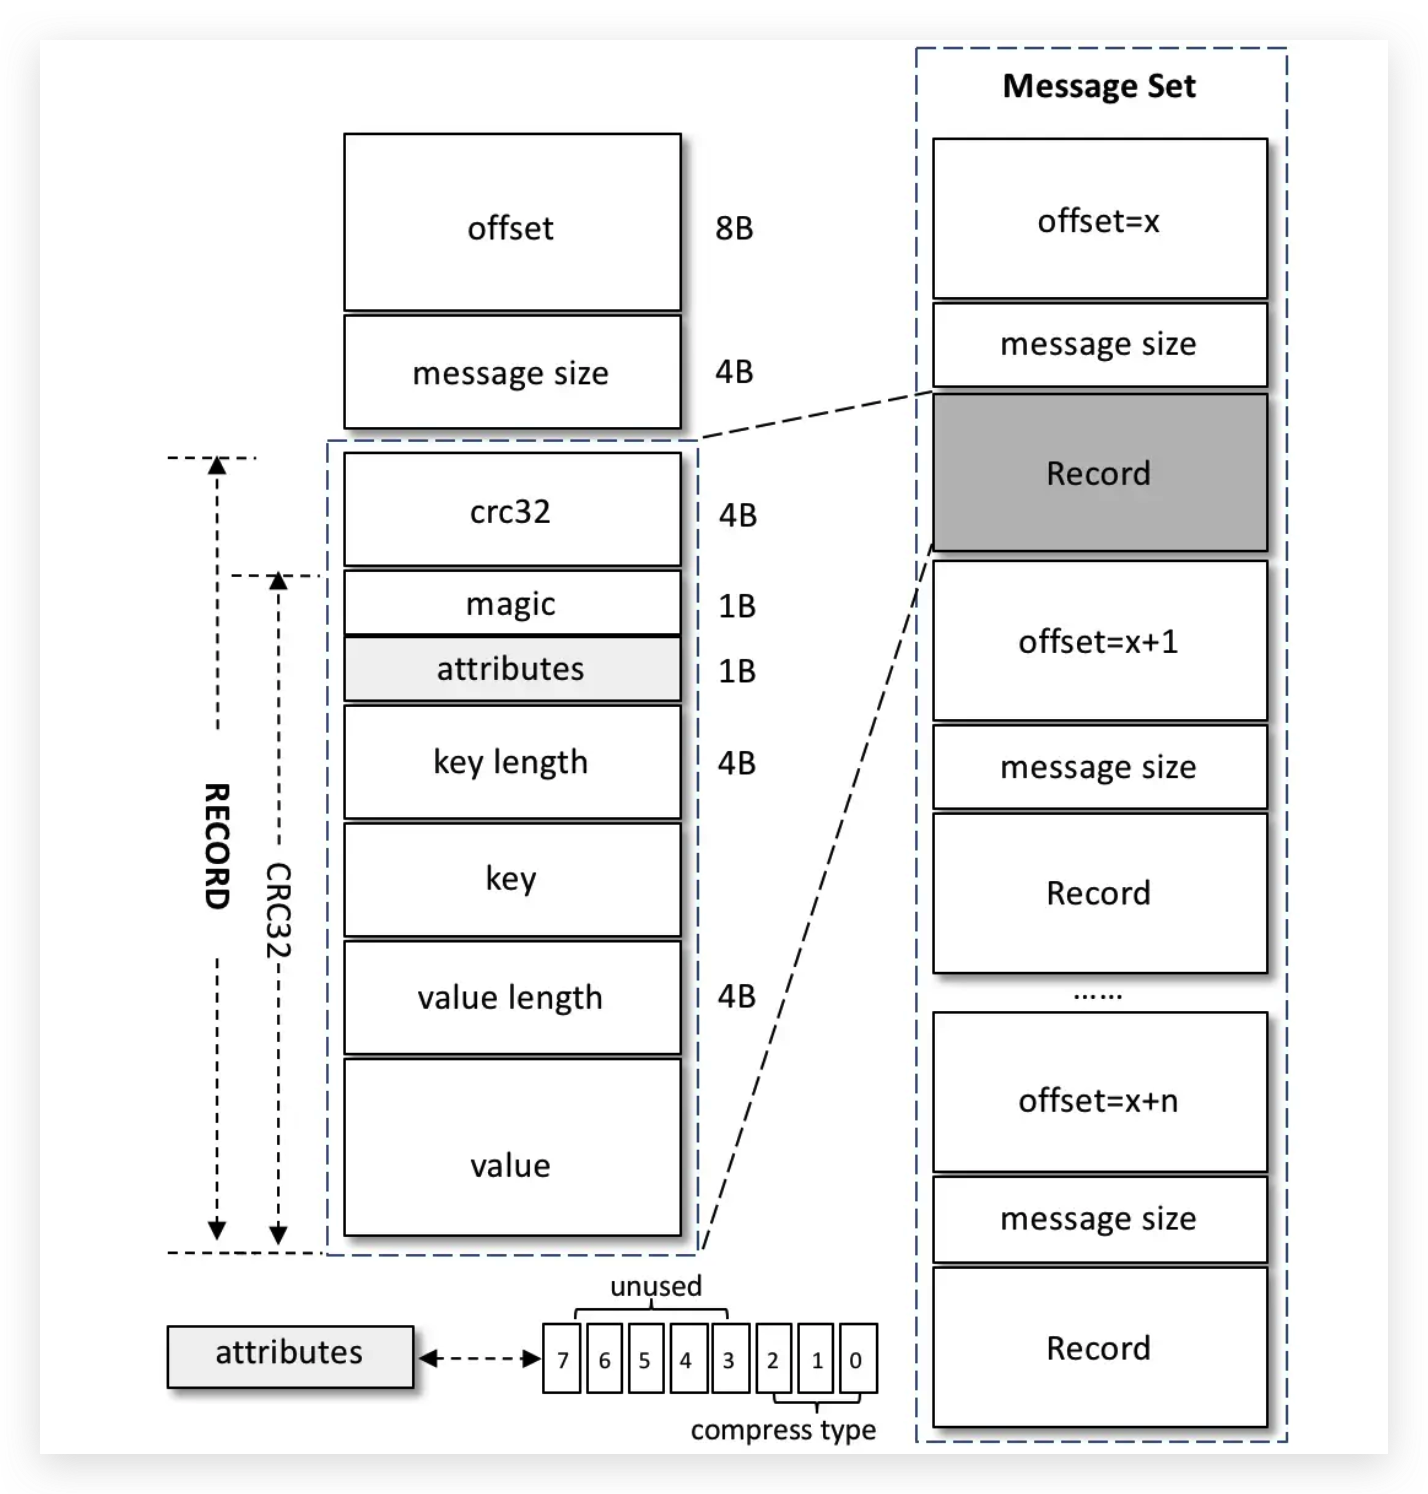 offset
8B
message size
4B
crc32
4B
magic
1B
attributes
1B
key length
4B
key
value length
4B
value
RECORD
CRC32
attributes
unused
7 6 5 4 3 2 1 0
compress type
Message Set
offset=x
message size
Record
offset=x+1
message size
Record
......
offset=x+n
message size
Record